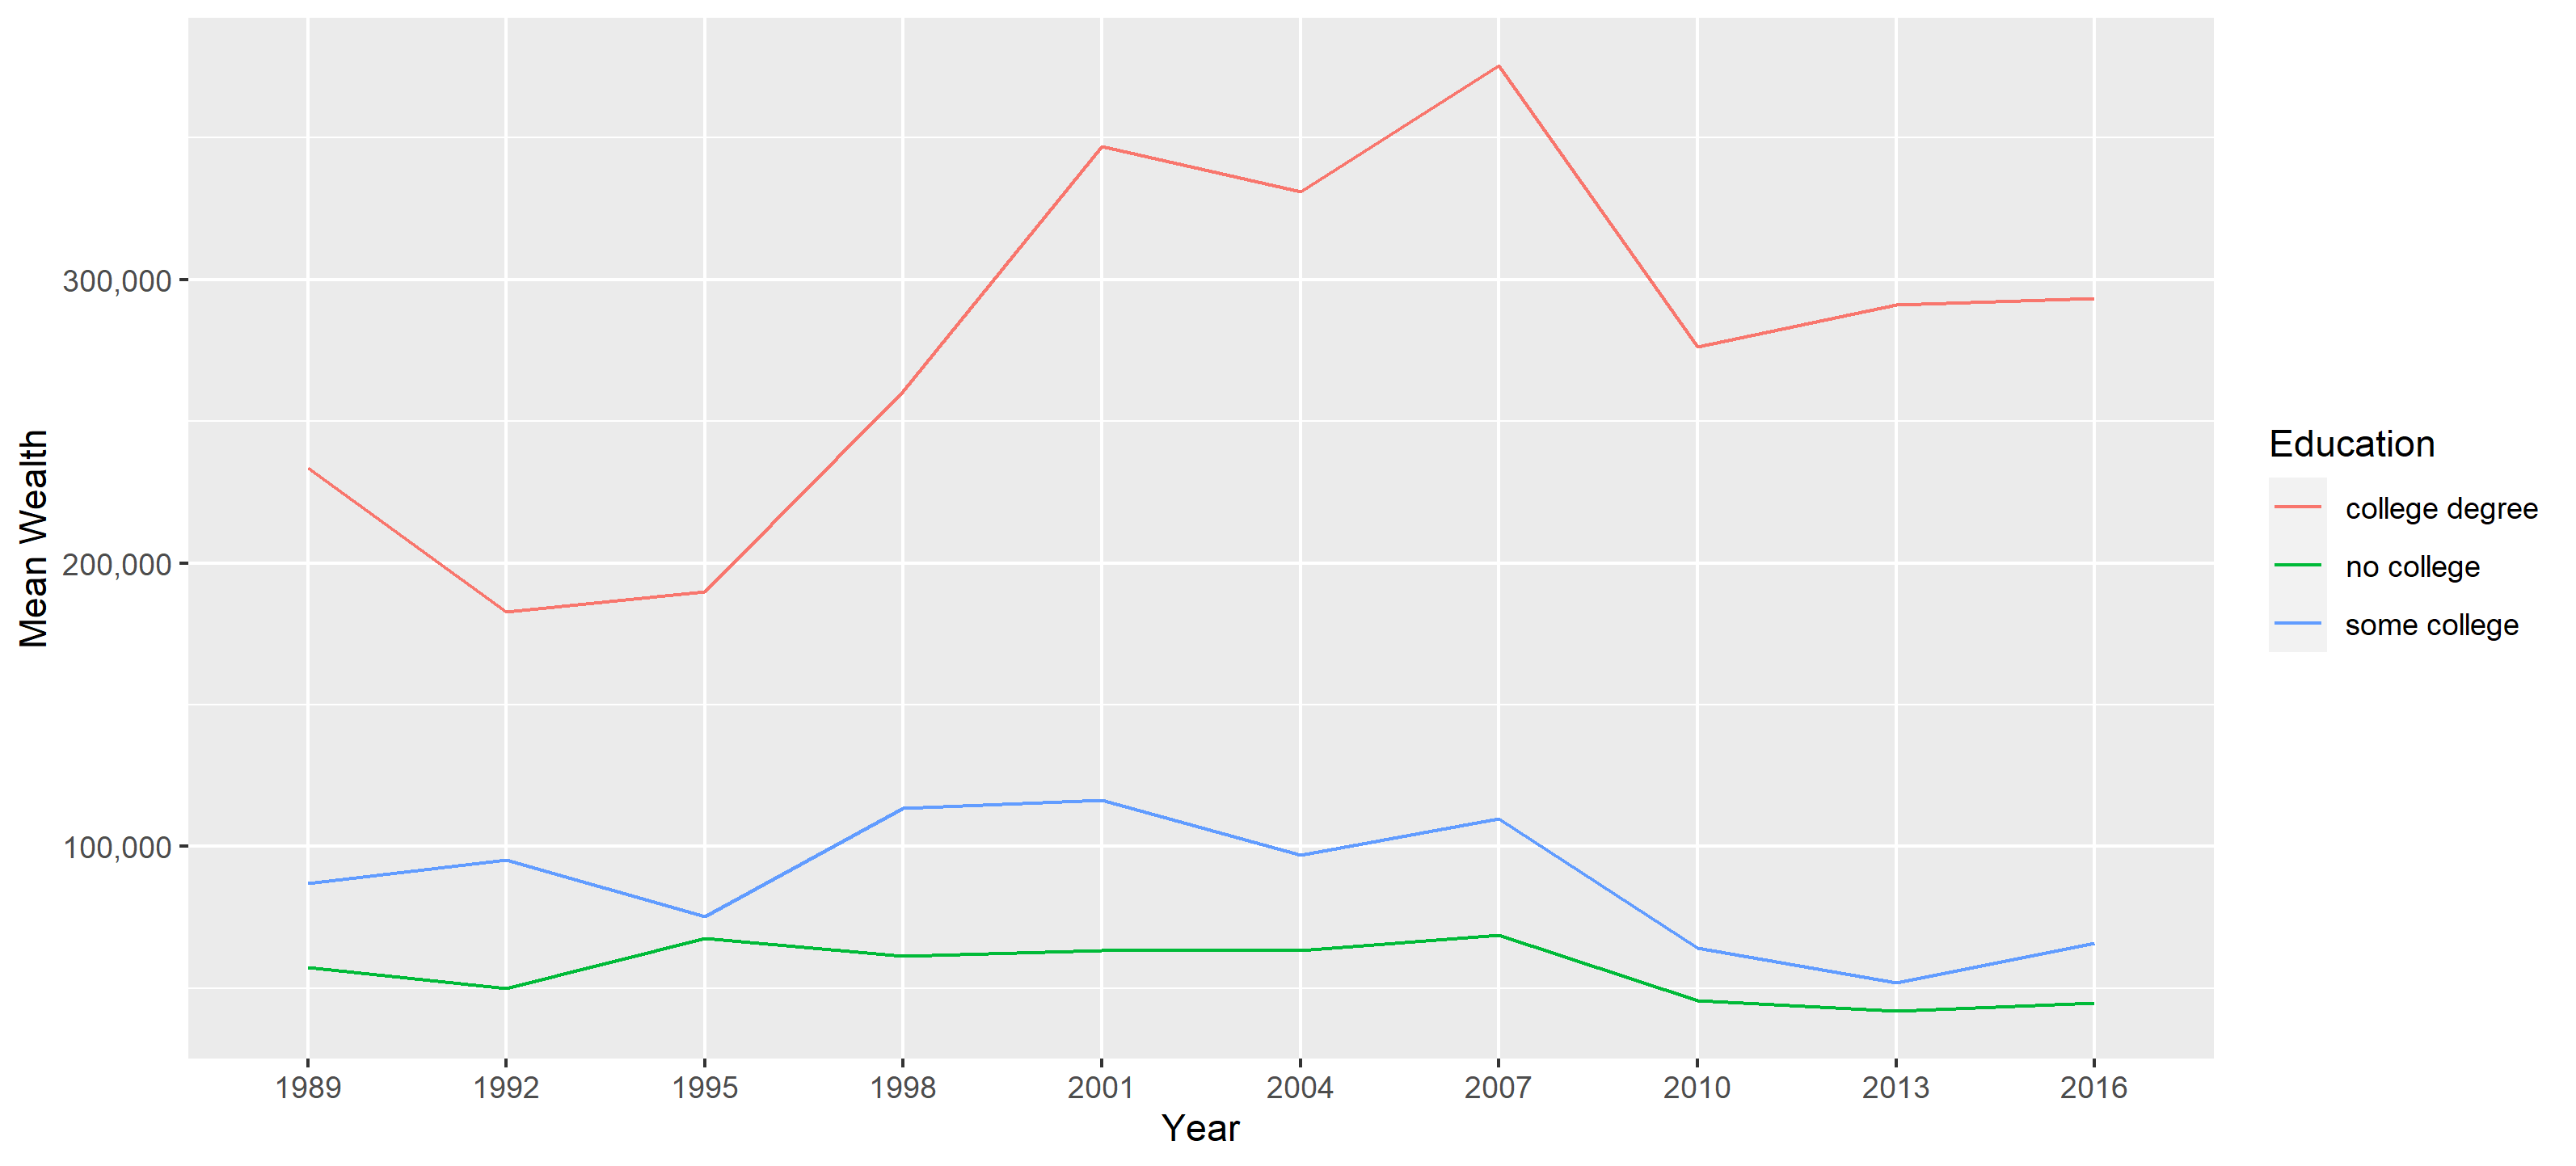 300,000
200,000
100,000
Mean Wealth
1989 1992 1995 1998 2001 2004 2007 2010 2013 2016
Year
Education
college degree
no college
some college